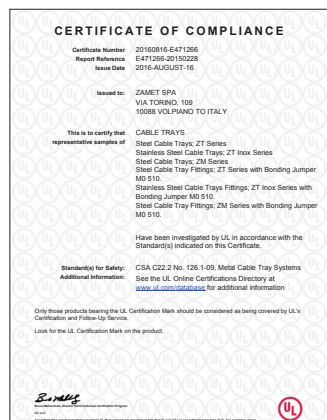 CERTIFICATE OF COMPLIANCE
Certificate Number 20160816-E471266
Report Reference E471266-20150228
Issue Date 2016-AUGUST-16
Issued to: ZAMET SPA
VIA TORINO, 109
10088 VOLPIANO TO ITALY
This is to certify that CABLE TRAYS
representative samples of Steel Cable Trays; ZT Series
Stainless Steel Cable Trays; ZT Inox Series
Steel Cable Trays; ZM Series
Steel Cable Tray Fittings; ZT Series with Bonding Jumper
M0 510.
Stainless Steel Cable Trays Fittings; ZT Inox Series with
Bonding Jumper M0 510.
Steel Cable Tray Fittings; ZM Series with Bonding Jumper
M0 510.
Have been investigated by UL in accordance with the
Standard(s) indicated on this Certificate.
Standard(s) for Safety: CSA C22.2 No. 126.1-09, Metal Cable Tray Systems
Additional Information: See the UL Online Certifications Directory at
www.ul.com/database for additional information
Only those products bearing the UL Certification Mark should be considered as being covered by UL's
Certification and Follow-Up Service.
Look for the UL Certification Mark on the product.
UL